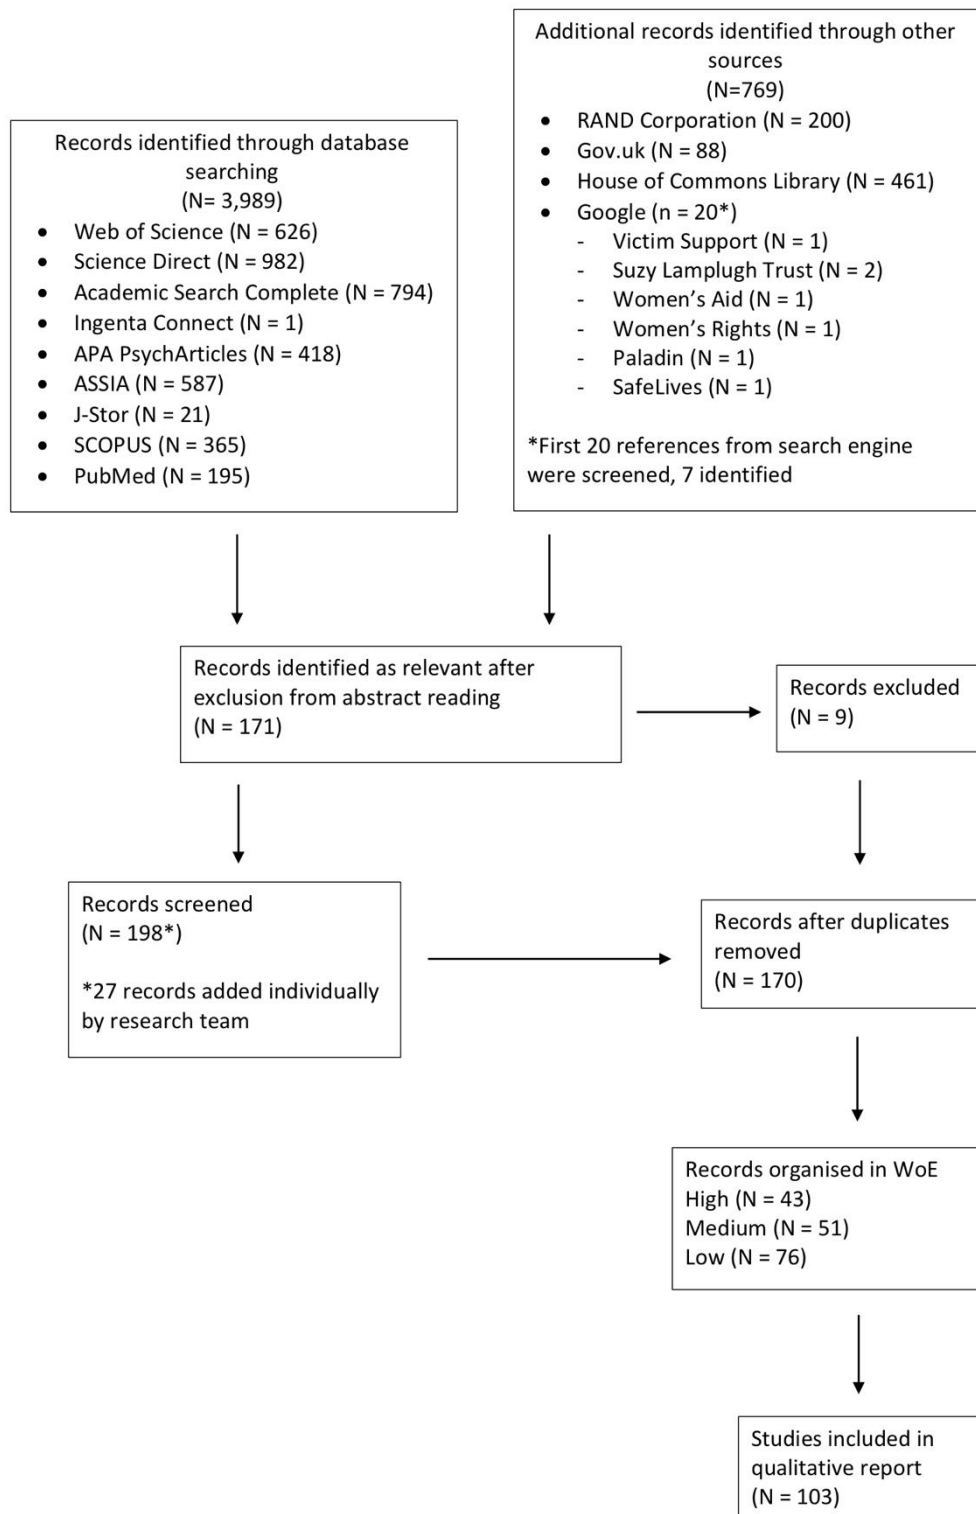 Records identified through database
searching
(N= 3,989)
• Web of Science (N = 626)
• Science Direct (N = 982)
• Academic Search Complete (N = 794)
• Ingenta Connect (N = 1)
• APA PsychArticles (N = 418)
• ASSIA (N = 587)
• J-Stor (N = 21)
• SCOPUS (N = 365)
• PubMed (N = 195)
Additional records identified through other
sources
(N=769)
• RAND Corporation (N = 200)
• Gov.uk (N = 88)
• House of Commons Library (N = 461)
• Google (n = 20*)
- Victim Support (N = 1)
- Suzy Lamplugh Trust (N = 2)
- Women’s Aid (N = 1)
- Women’s Rights (N = 1)
- Paladin (N = 1)
- SafeLives (N = 1)
*First 20 references from search engine
were screened, 7 identified
Records identified as relevant after
exclusion from abstract reading
(N = 171)
Records excluded
(N = 9)
Records screened
(N = 198*)
*27 records added individually
by research team
Records after duplicates
removed
(N = 170)
Records organised in WoE
High (N = 43)
Medium (N = 51)
Low (N = 76)
Studies included in
qualitative report
(N = 103)